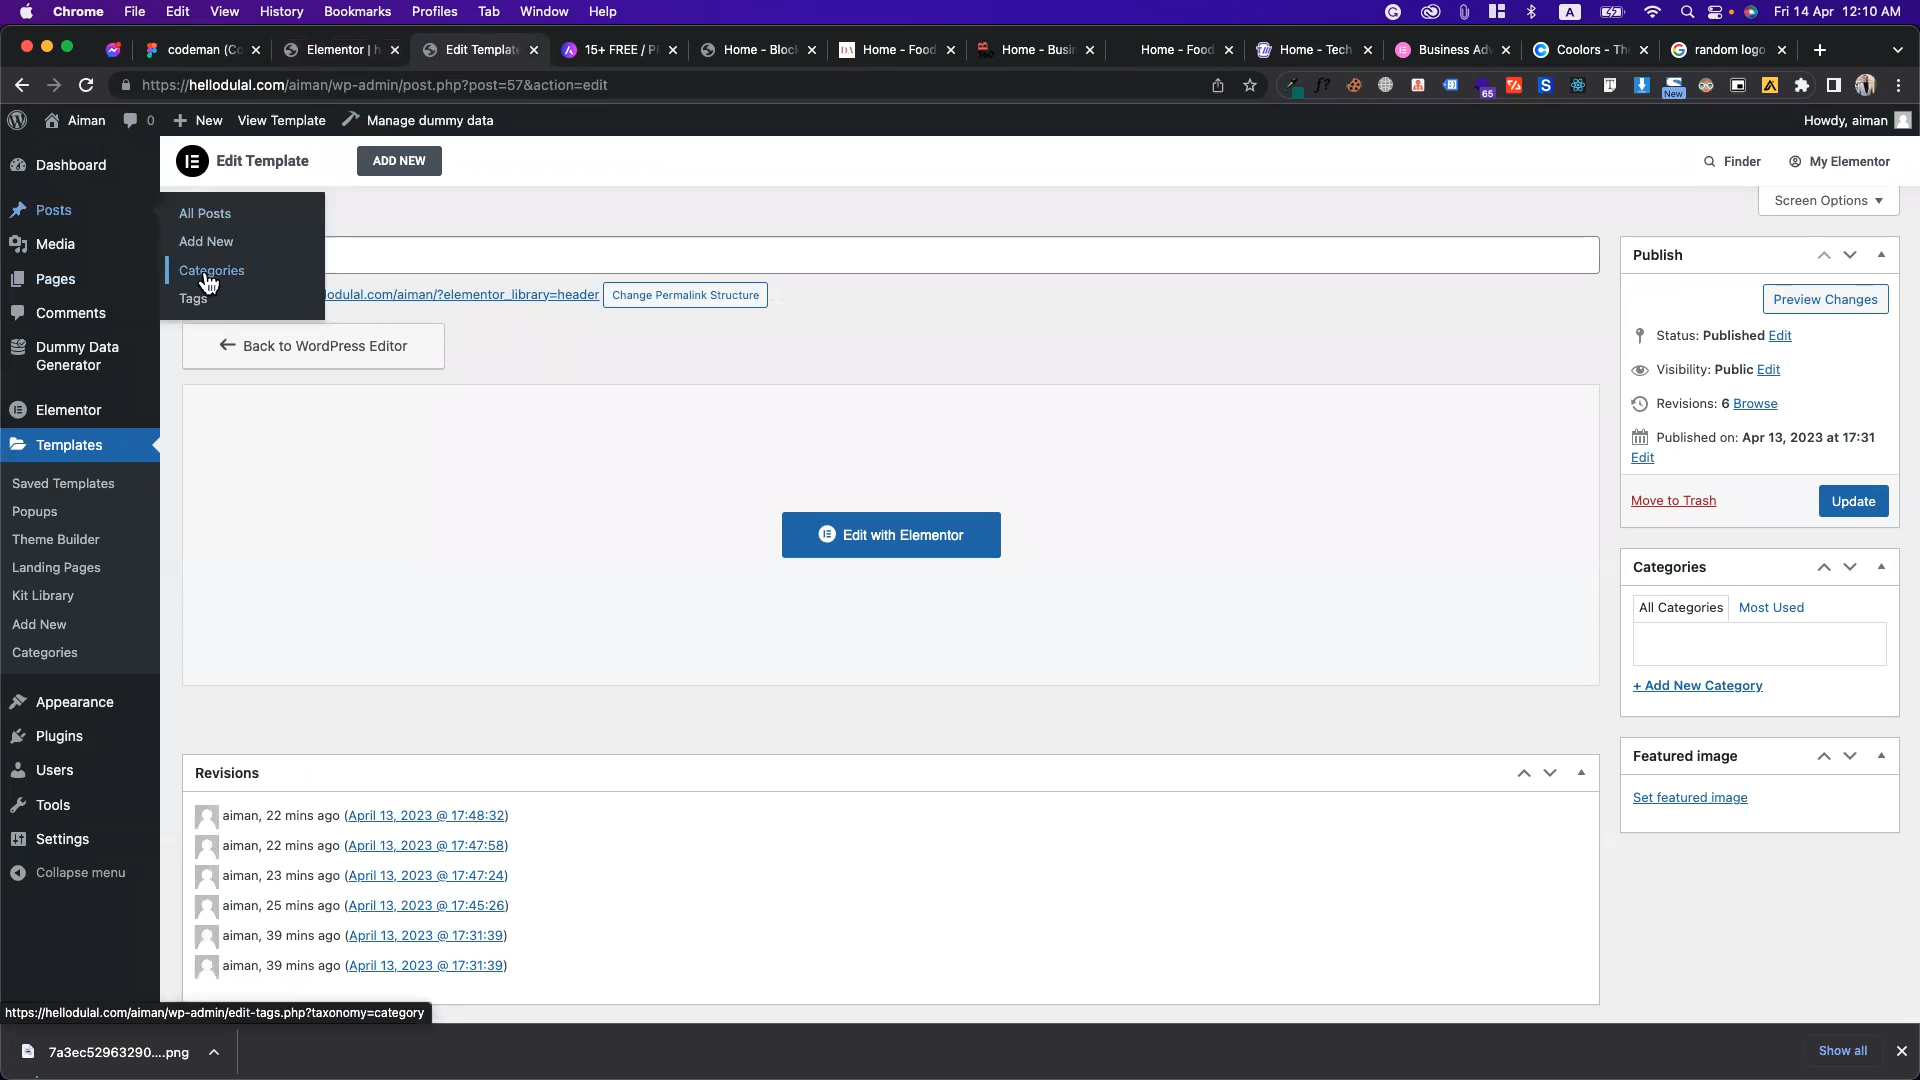 Chrome File Edit View History Bookmarks Profiles Tab Window Help A Fri 14 Apr 12:10 AM
codeman (Co Elementor | h Edit Template 15+ FREE / P Home - Bloc Home - Food Home - Busi Home - Food Home - Tech Business Ad Coolors - Th random logo
https://hellodulal.com/aiman/wp-admin/post.php?post=57&action=edit f? 65 S T New
Aiman 0 New View Template Manage dummy data Howdy, aiman
Dashboard
Edit Template ADD NEW Finder My Elementor
Posts
Media
Pages
Comments
Dummy Data
Generator
Elementor
Templates
Saved Templates
Popups
Theme Builder
Landing Pages
Kit Library
Add New
Categories
Appearance
Plugins
Users
Tools
Settings
Collapse menu
All Posts
Add New
Categories
Tags
Screen Options
lodulal.com/aiman/?elementor_library=header Change Permalink Structure
Back to WordPress Editor
Edit with Elementor
Revisions
aiman, 22 mins ago (April 13, 2023 @ 17:48:32)
aiman, 22 mins ago (April 13, 2023 @ 17:47:58)
aiman, 23 mins ago (April 13, 2023 @ 17:47:24)
aiman, 25 mins ago (April 13, 2023 @ 17:45:26)
aiman, 39 mins ago (April 13, 2023 @ 17:31:39)
aiman, 39 mins ago (April 13, 2023 @ 17:31:39)
Publish
Preview Changes
Status: Published Edit
Visibility: Public Edit
Revisions: 6 Browse
Published on: Apr 13, 2023 at 17:31
Edit
Move to Trash Update
Categories
All Categories Most Used
+ Add New Category
Featured image
Set featured image
https://hellodulal.com/aiman/wp-admin/edit-tags.php?taxonomy=category
7a3ec52963290....png Show all